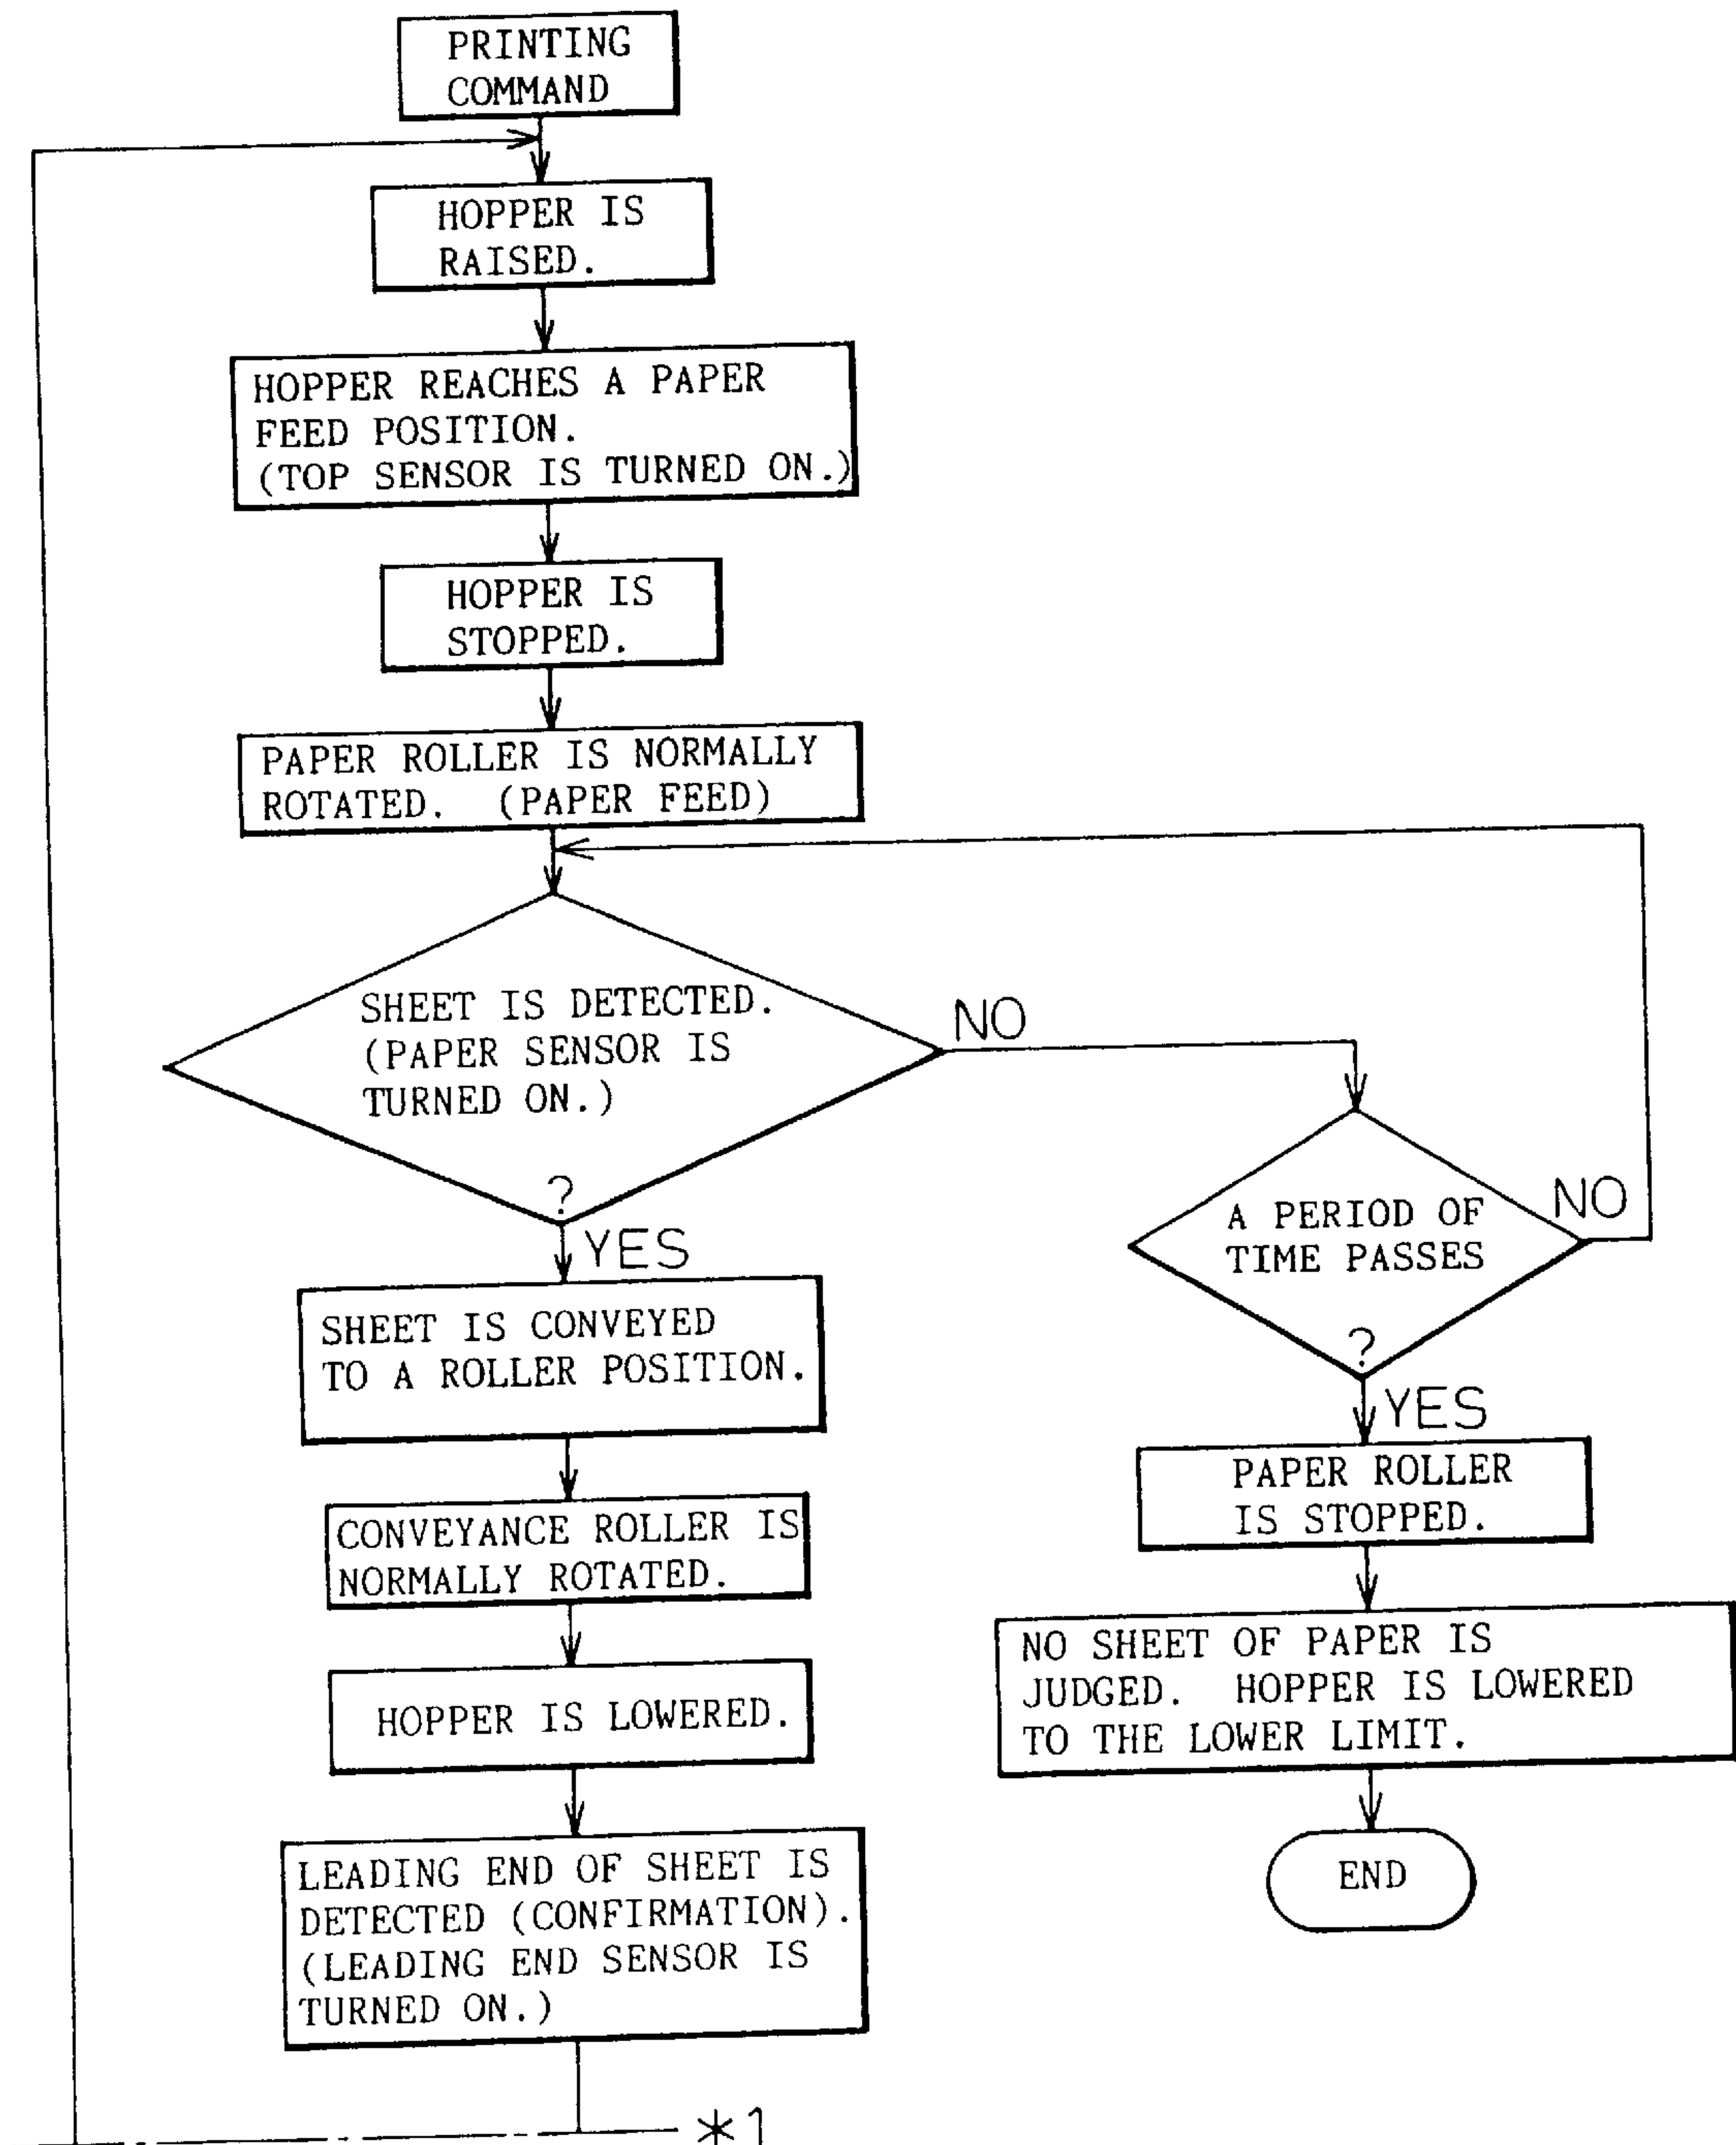 PRINTING
COMMAND
HOPPER IS
RAISED.
HOPPER REACHES A PAPER
FEED POSITION.
(TOP SENSOR IS TURNED ON.)
HOPPER IS
STOPPED.
PAPER ROLLER IS NORMALLY
ROTATED. (PAPER FEED)
SHEET IS DETECTED.
(PAPER SENSOR IS
TURNED ON.)
?
NO
YES
A PERIOD OF
TIME PASSES
?
NO
YES
SHEET IS CONVEYED
TO A ROLLER POSITION.
CONVEYANCE ROLLER IS
NORMALLY ROTATED.
HOPPER IS LOWERED.
LEADING END OF SHEET IS
DETECTED (CONFIRMATION).
(LEADING END SENSOR IS
TURNED ON.)
PAPER ROLLER
IS STOPPED.
NO SHEET OF PAPER IS
JUDGED. HOPPER IS LOWERED
TO THE LOWER LIMIT.
END
*1